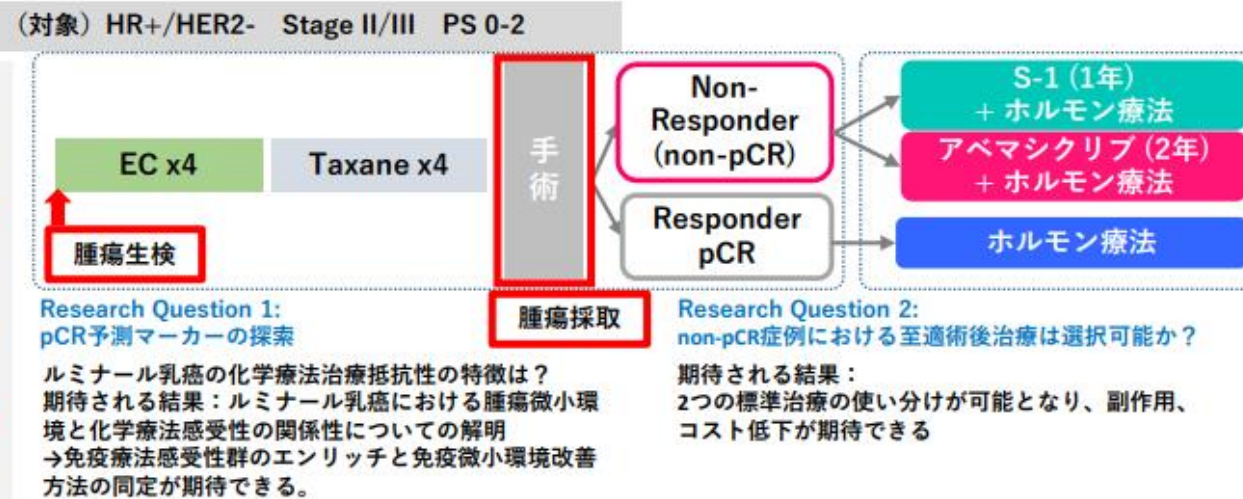 （対象）HR+/HER2-　Stage II/III　PS 0-2
EC x4
Taxane x4
手
術
Non-
Responder
(non-pCR)
Responder
pCR
S-1 (1年)
+ ホルモン療法
アベマシクリブ (2年)
+ ホルモン療法
ホルモン療法
腫瘍生検
腫瘍採取
Research Question 1:
pCR予測マーカーの探索
ルミナール乳癌の化学療法治療抵抗性の特徴は？
期待される結果：ルミナール乳癌における腫瘍微小環
境と化学療法感受性の関係性についての解明
→免疫療法感受性群のエンリッチと免疫微小環境改善
方法の同定が期待できる。
Research Question 2:
non-pCR症例における至適術後治療は選択可能か？
期待される結果：
2つの標準治療の使い分けが可能となり、副作用、
コスト低下が期待できる